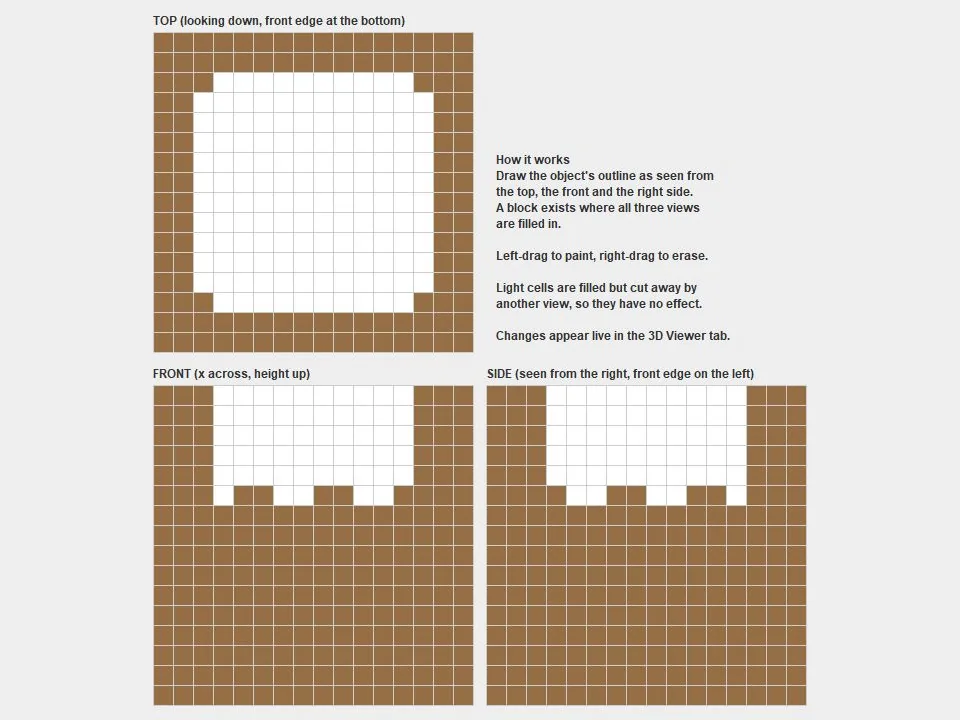 TOP (looking down, front edge at the bottom)
How it works
Draw the object's outline as seen from
the top, the front and the right side.
A block exists where all three views
are filled in.
Left-drag to paint, right-drag to erase.
Light cells are filled but cut away by
another view, so they have no effect.
Changes appear live in the 3D Viewer tab.
FRONT (x across, height up)
SIDE (seen from the right, front edge on the left)